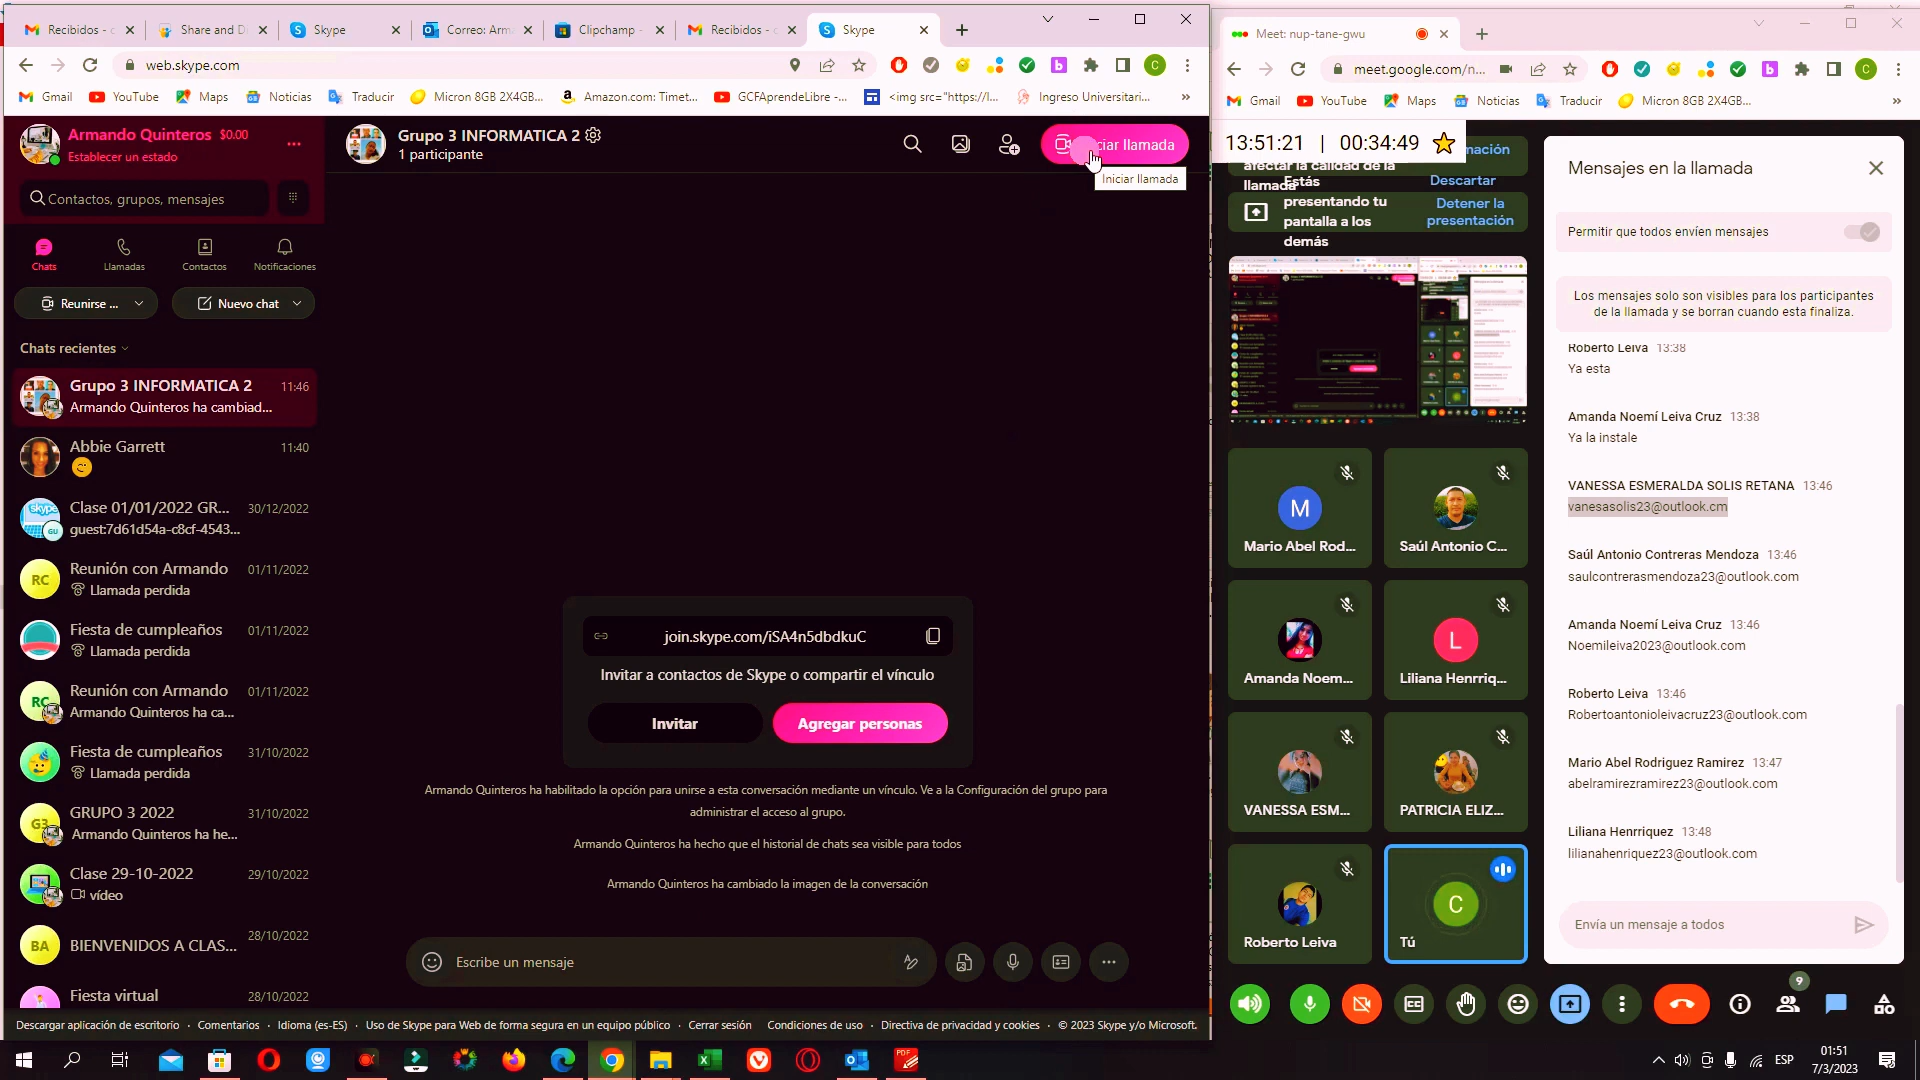 Recibidos - c
Share and D
Skype
Correo: Arm
Clipchamp -
Recibidos - c
Skype
web.skype.com
Gmail
YouTube
Maps
Noticias
Traducir
Micron 8GB 2X4GB...
Amazon.com: Timet...
GCFAprendeLibre -...
<img src="https://l...
Ingreso Universitari...
»
Armando Quinteros $0.00
Establecer un estado
Contactos, grupos, mensajes
Chats
Llamadas
Contactos
Notificaciones
Reunirse ...
Nuevo chat
Chats recientes
Grupo 3 INFORMATICA 2 11:46
Armando Quinteros ha cambiad...
Abbie Garrett 11:40
Clase 01/01/2022 GR... 30/12/2022
guest:7d61d54a-c8cf-4543...
RC
Reunión con Armando 01/11/2022
Llamada perdida
Fiesta de cumpleaños 01/11/2022
Llamada perdida
Reunión con Armando 01/11/2022
Armando Quinteros ha ca...
Fiesta de cumpleaños 31/10/2022
Llamada perdida
GRUPO 3 2022 31/10/2022
Armando Quinteros ha he...
Clase 29-10-2022 29/10/2022
vídeo
BA
BIENVENIDOS A CLAS... 28/10/2022
Fiesta virtual 28/10/2022
Grupo 3 INFORMATICA 2
1 participante
ciar llamada
Iniciar llamada
join.skype.com/iSA4n5dbdkuC
Invitar a contactos de Skype o compartir el vínculo
Invitar
Agregar personas
Armando Quinteros ha habilitado la opción para unirse a esta conversación mediante un vínculo. Ve a la Configuración del grupo para
administrar el acceso al grupo.
Armando Quinteros ha hecho que el historial de chats sea visible para todos
Armando Quinteros ha cambiado la imagen de la conversación
Escribe un mensaje
Descargar aplicación de escritorio · Comentarios · Idioma (es-ES) · Uso de Skype para Web de forma segura en un equipo público · Cerrar sesión Condiciones de uso · Directiva de privacidad y cookies · © 2023 Skype y/o Microsoft.
Meet: nup-tane-gwu
meet.google.com/n...
Gmail
YouTube
Maps
Noticias
Traducir
Micron 8GB 2X4GB...
»
13:51:21 | 00:34:49
mación
afectar la calidad de la
llamada
Descartar
Estás
presentando tu
pantalla a los
demás
Detener la
presentación
M
Mario Abel Rod...
Saúl Antonio C...
Amanda Noem...
L
Liliana Henrriq...
VANESSA ESM...
PATRICIA ELIZ...
Roberto Leiva
C
Tú
Mensajes en la llamada
Permitir que todos envíen mensajes
Los mensajes solo son visibles para los participantes
de la llamada y se borran cuando esta finaliza.
Roberto Leiva 13:38
Ya esta
Amanda Noemí Leiva Cruz 13:38
Ya la instale
VANESSA ESMERALDA SOLIS RETANA 13:46
vanesasolis23@outlook.cm
Saúl Antonio Contreras Mendoza 13:46
saulcontrerasmendoza23@outlook.com
Amanda Noemí Leiva Cruz 13:46
Noemileiva2023@outlook.com
Roberto Leiva 13:46
Robertoantonioleivacruz23@outlook.com
Mario Abel Rodriguez Ramirez 13:47
abelramirezramirez23@outlook.com
Liliana Henrriquez 13:48
lilianahenriquez23@outlook.com
Envía un mensaje a todos
9
ESP
01:51
7/3/2023